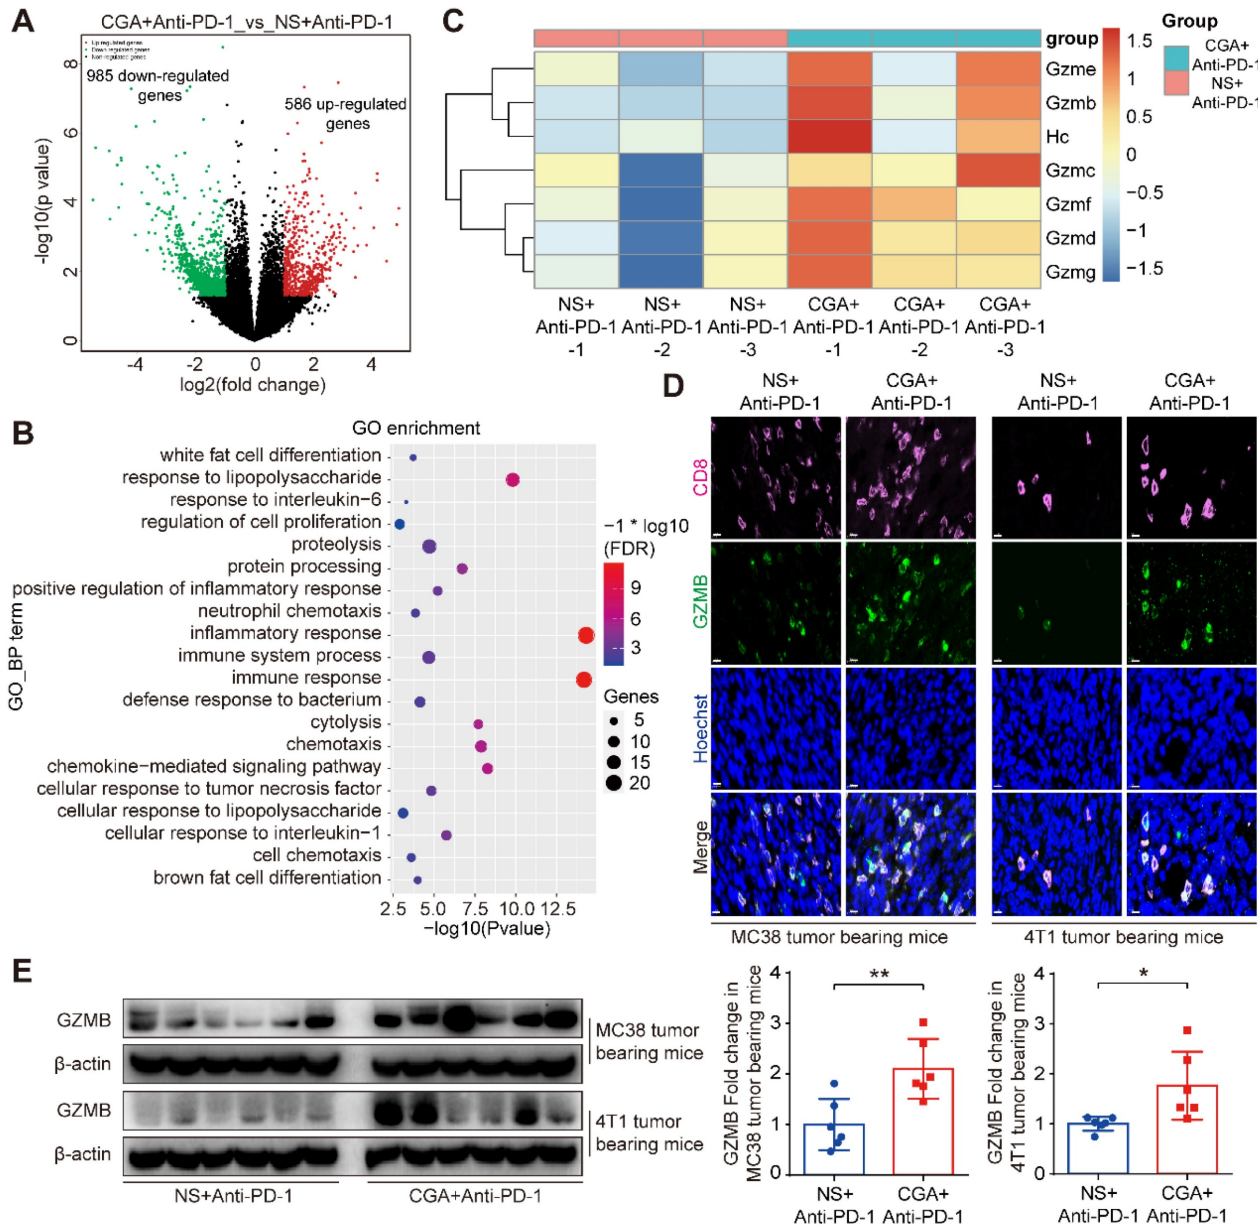 A
CGA+Anti-PD-1_vs_NS+Anti-PD-1
Up regulated genes
Down regulated genes
Non-regulated genes
985 down-regulated
genes
586 up-regulated
genes
-log10(p value)
8
6
4
2
0
-4
-2
0
2
4
log2(fold change)
B
GO enrichment
GO_BP term
white fat cell differentiation
response to lipopolysaccharide
response to interleukin−6
regulation of cell proliferation
proteolysis
protein processing
positive regulation of inflammatory response
neutrophil chemotaxis
inflammatory response
immune system process
immune response
defense response to bacterium
cytolysis
chemotaxis
chemokine−mediated signaling pathway
cellular response to tumor necrosis factor
cellular response to lipopolysaccharide
cellular response to interleukin−1
cell chemotaxis
brown fat cell differentiation
2.5 5.0 7.5 10.0 12.5
−log10(Pvalue)
−1 * log10
(FDR)
9
6
3
Genes
5
10
15
20
C
group
Gzme
Gzmb
Hc
Gzmc
Gzmf
Gzmd
Gzmg
NS+
Anti-PD-1
-1
NS+
Anti-PD-1
-2
NS+
Anti-PD-1
-3
CGA+
Anti-PD-1
-1
CGA+
Anti-PD-1
-2
CGA+
Anti-PD-1
-3
1.5
1
0.5
0
−0.5
−1
−1.5
Group
CGA+
Anti-PD-1
NS+
Anti-PD-1
D
NS+
Anti-PD-1
CGA+
Anti-PD-1
NS+
Anti-PD-1
CGA+
Anti-PD-1
CD8
GZMB
Hoechst
Merge
MC38 tumor bearing mice
4T1 tumor bearing mice
E
GZMB
β-actin
GZMB
β-actin
MC38 tumor
bearing mice
4T1 tumor
bearing mice
NS+Anti-PD-1
CGA+Anti-PD-1
GZMB Fold change in
MC38 tumor bearing mice
4
3
2
1
0
**
NS+
Anti-PD-1
CGA+
Anti-PD-1
GZMB Fold change in
4T1 tumor bearing mice
4
3
2
1
0
*
NS+
Anti-PD-1
CGA+
Anti-PD-1